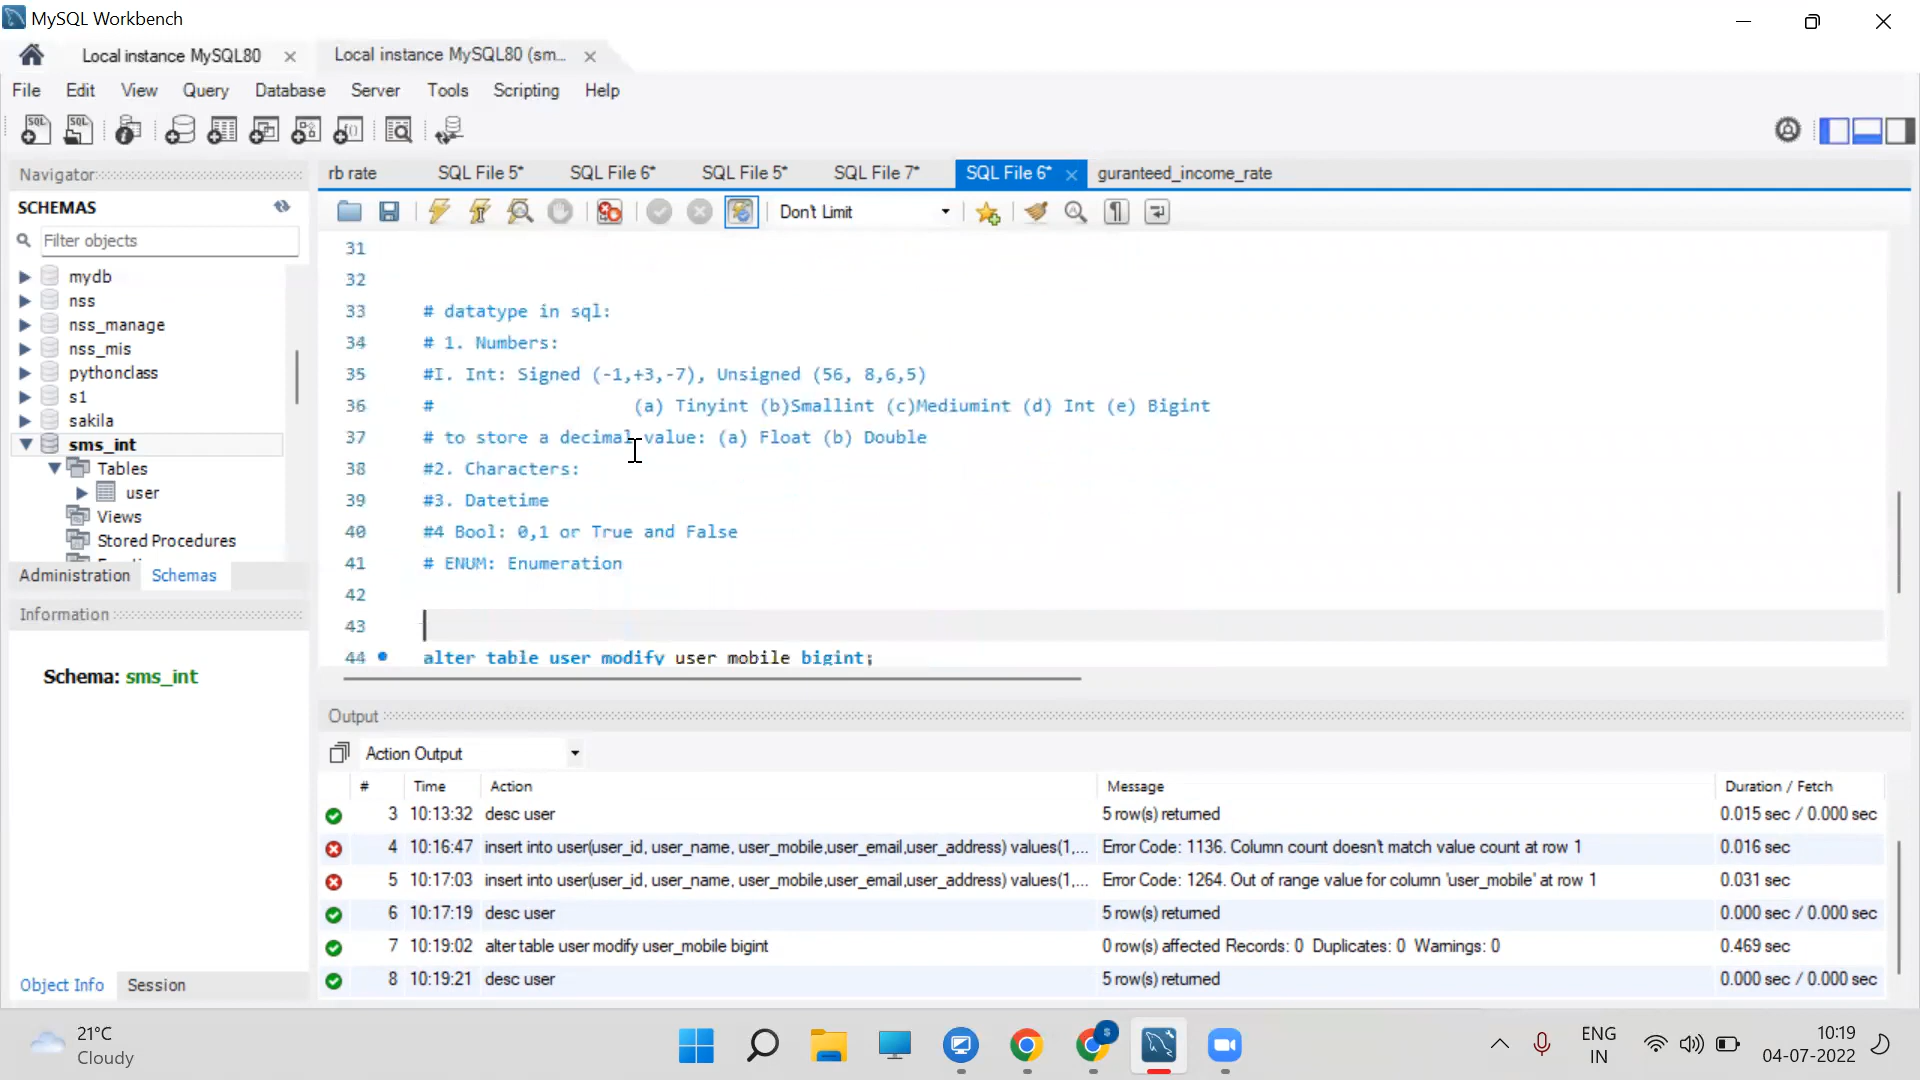 MySQL Workbench
Local instance MySQL80
Local instance MySQL80 (sm...
File Edit View Query Database Server Tools Scripting Help
Navigator
SCHEMAS
Filter objects
mydb
nss
nss_manage
nss_mis
pythonclass
s1
sakila
sms_int
Tables
user
Views
Stored Procedures
Administration Schemas
Information
Schema: sms_int
Object Info Session
rb rate SQL File 5* SQL File 6* SQL File 5* SQL File 7* SQL File 6* guranteed_income_rate
Don't Limit
31
32
33 # datatype in sql:
34 # 1. Numbers:
35 #I. Int: Signed (-1,+3,-7), Unsigned (56, 8,6,5)
36 # (a) Tinyint (b)Smallint (c)Mediumint (d) Int (e) Bigint
37 # to store a decimal value: (a) Float (b) Double
38 #2. Characters:
39 #3. Datetime
40 #4 Bool: 0,1 or True and False
41 # ENUM: Enumeration
42
43
44 alter table user modify user_mobile bigint;
Output
Action Output
# Time Action Message Duration / Fetch
3 10:13:32 desc user 5 row(s) returned 0.015 sec / 0.000 sec
4 10:16:47 insert into user(user_id, user_name, user_mobile,user_email,user_address) values(1,... Error Code: 1136. Column count doesn't match value count at row 1 0.016 sec
5 10:17:03 insert into user(user_id, user_name, user_mobile,user_email,user_address) values(1,... Error Code: 1264. Out of range value for column 'user_mobile' at row 1 0.031 sec
6 10:17:19 desc user 5 row(s) returned 0.000 sec / 0.000 sec
7 10:19:02 alter table user modify user_mobile bigint 0 row(s) affected Records: 0 Duplicates: 0 Warnings: 0 0.469 sec
8 10:19:21 desc user 5 row(s) returned 0.000 sec / 0.000 sec
21°C
Cloudy
ENG
IN
10:19
04-07-2022